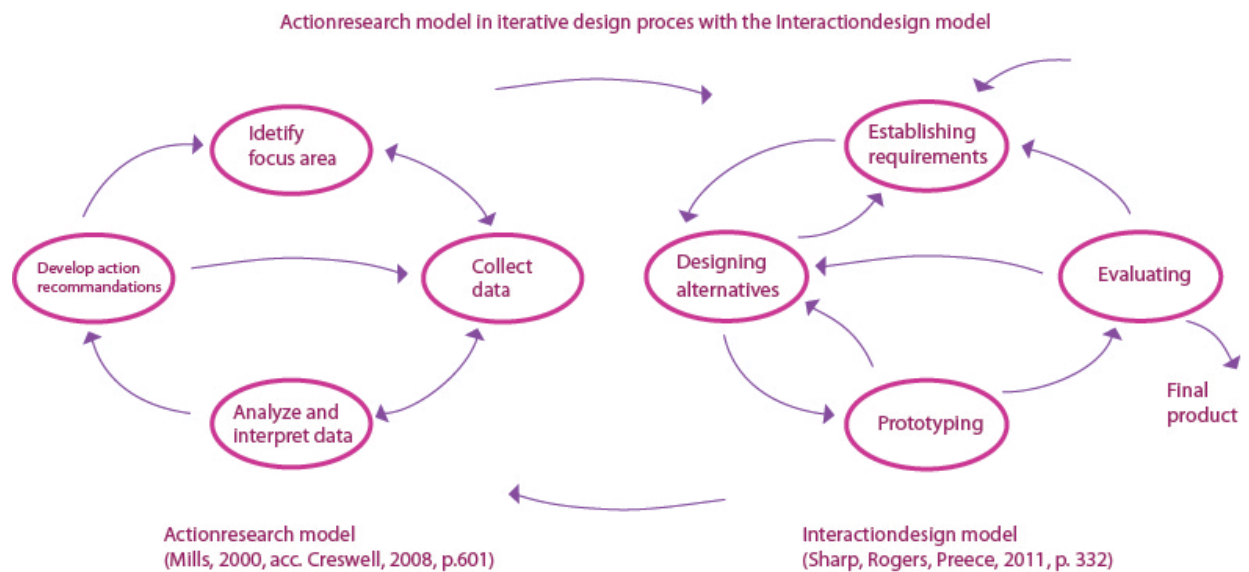 Actionresearch model in iterative design proces with the Interactiondesign model
Idetify
focus area
Develop action
recommandations
Collect
data
Analyze and
interpret data
Establishing
requirements
Designing
alternatives
Evaluating
Prototyping
Final
product
Actionresearch model
(Mills, 2000, acc. Creswell, 2008, p.601)
Interactiondesign model
(Sharp, Rogers, Preece, 2011, p. 332)